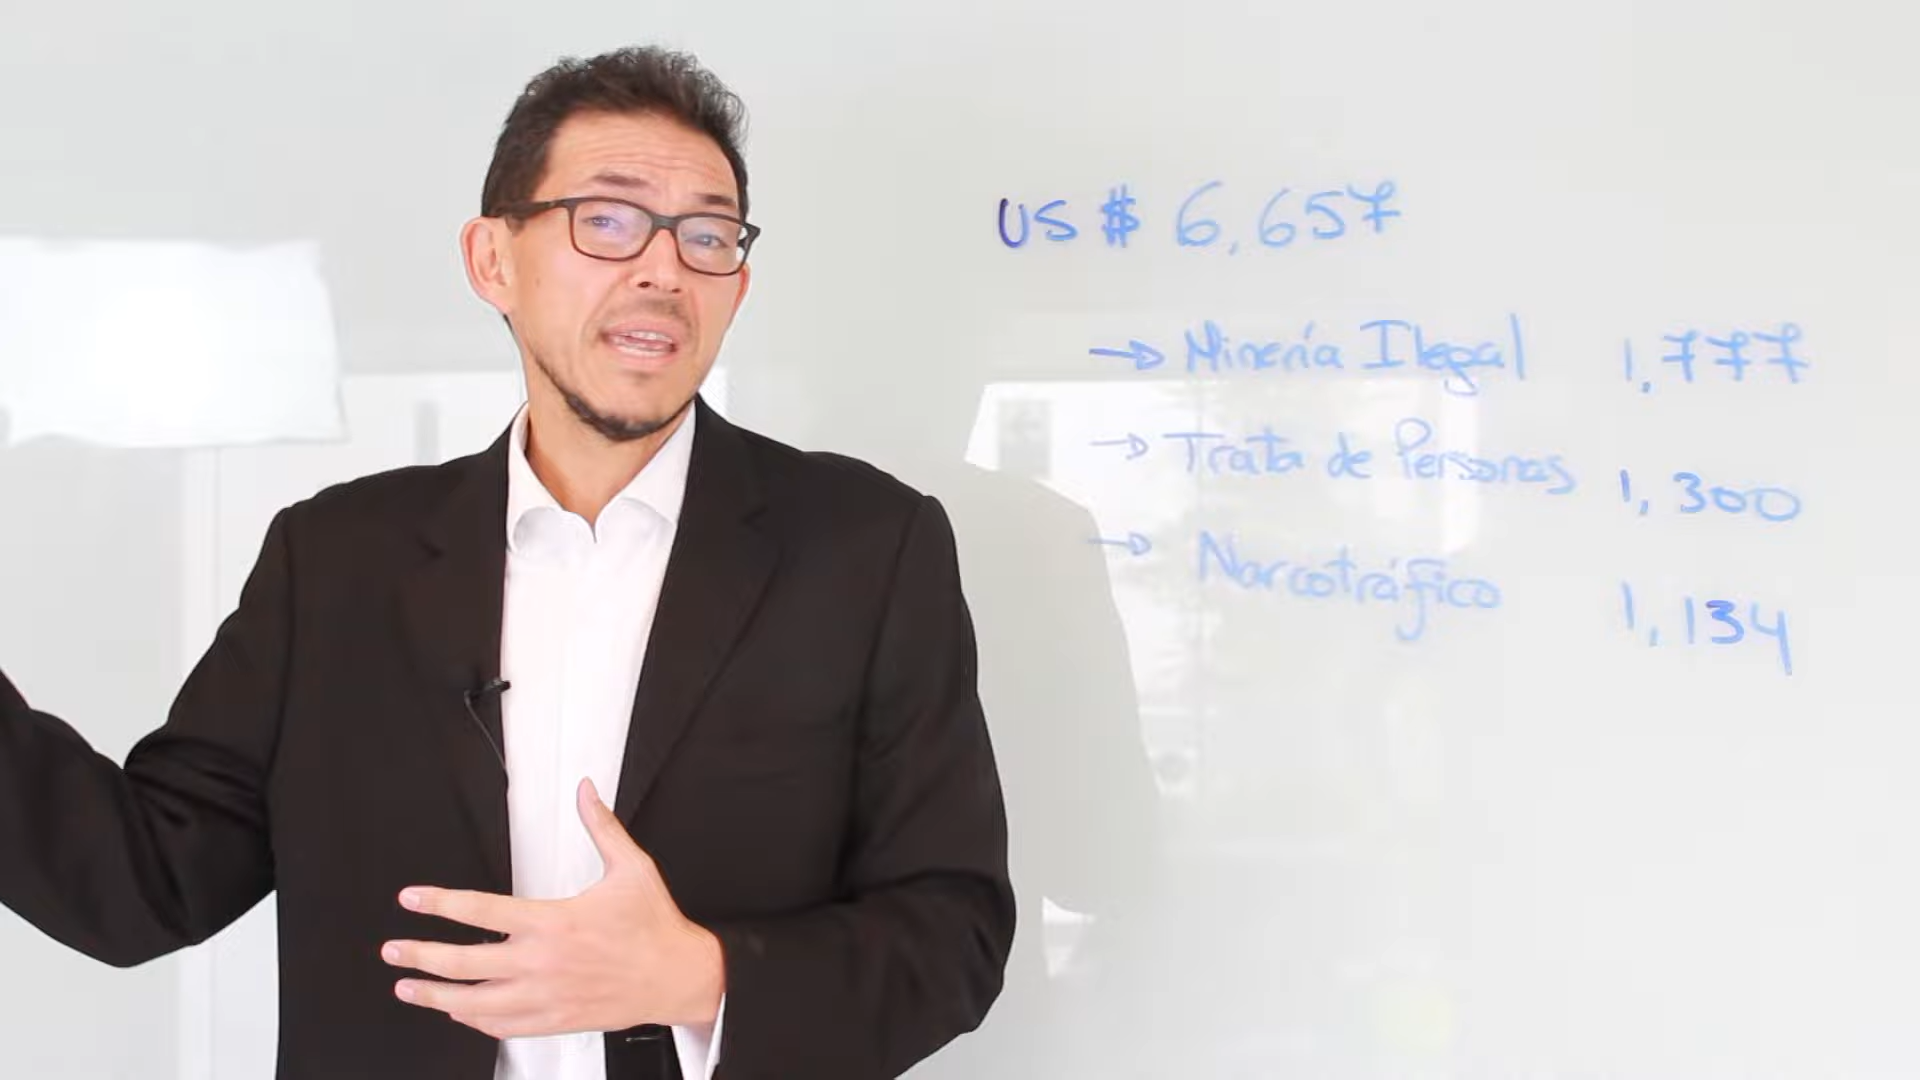 US $ 6,657
→ Minería Ilegal 1,777
→ Trata de Personas 1,300
→ Narcotráfico 1,134